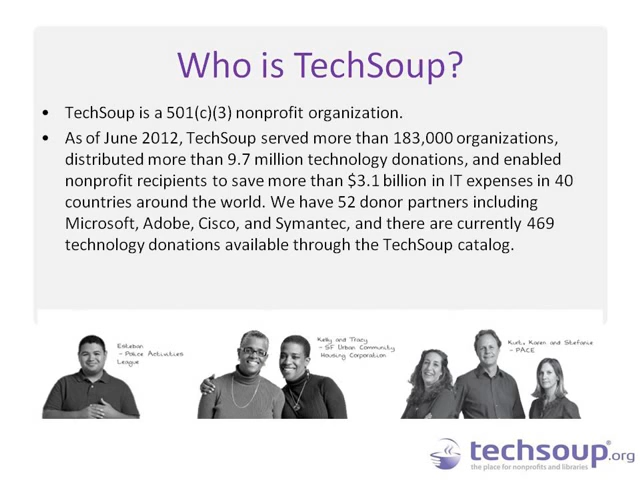 Who is TechSoup?
• TechSoup is a 501(c)(3) nonprofit organization.
• As of June 2012, TechSoup served more than 183,000 organizations,
distributed more than 9.7 million technology donations, and enabled
nonprofit recipients to save more than $3.1 billion in IT expenses in 40
countries around the world. We have 52 donor partners including
Microsoft, Adobe, Cisco, and Symantec, and there are currently 469
technology donations available through the TechSoup catalog.
Esteban
- Police Activities
League
Kelly and Tracy
- SF Urban Community
Housing Corporation
Kurt, Karen and Stefanie
- PACE
techsoup®.org
the place for nonprofits and libraries